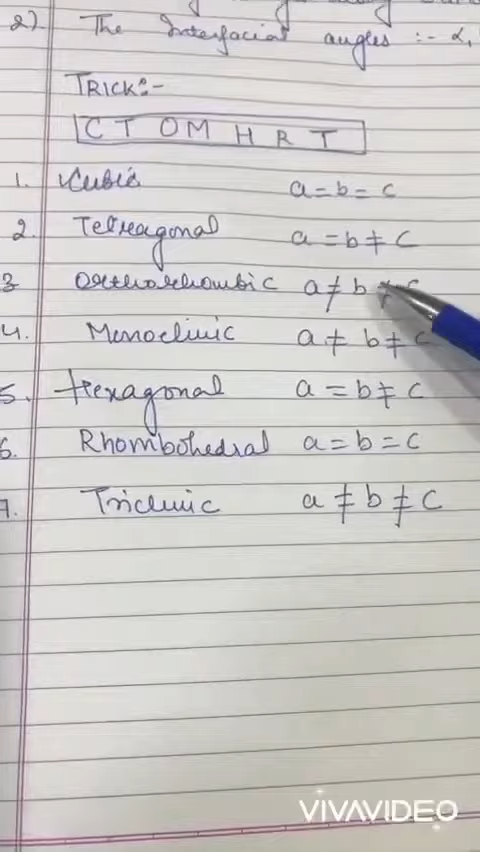 2) The Interfacial angles :- α,
TRICK:-
C T O M H R T
1. Cubic a = b = c
2. Tetragonal a = b ≠ c
3 Orthorhombic a ≠ b ≠ c
4. Monoclinic a ≠ b ≠ c
5. Hexagonal a = b ≠ c
6. Rhombohedral a = b = c
7. Triclinic a ≠ b ≠ c
VIVAVIDEO